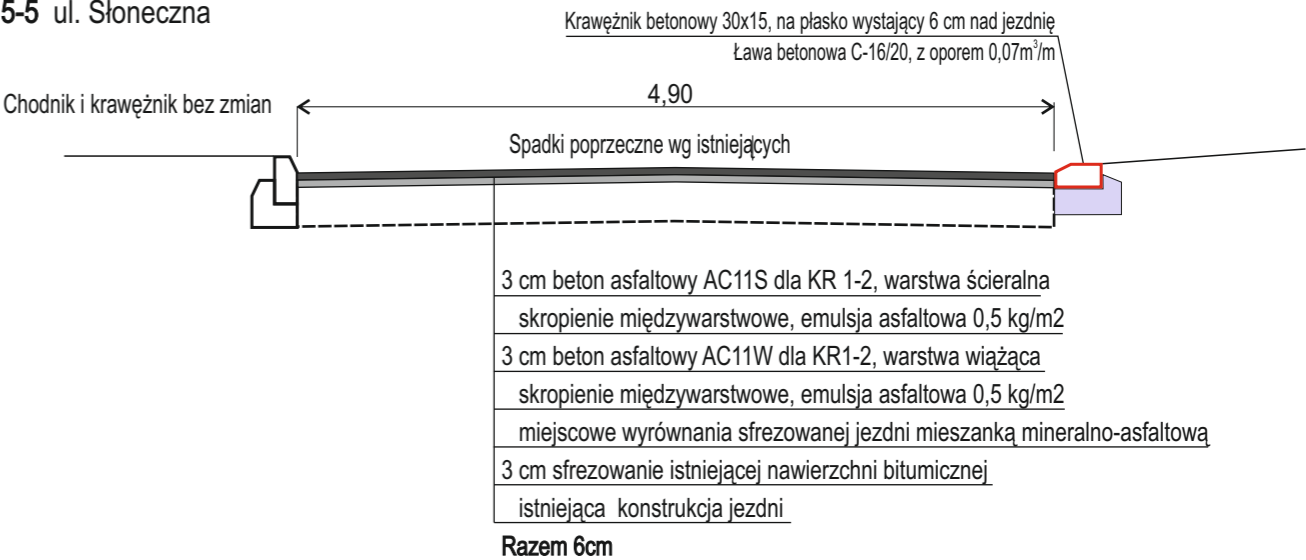 5-5 ul. Słoneczna
Krawężnik betonowy 30x15, na płasko wystający 6 cm nad jezdnię
Ława betonowa C-16/20, z oporem 0,07m³/m
Chodnik i krawężnik bez zmian
4,90
Spadki poprzeczne wg istniejących
3 cm beton asfaltowy AC11S dla KR 1-2, warstwa ścieralna
skropienie międzywarstwowe, emulsja asfaltowa 0,5 kg/m2
3 cm beton asfaltowy AC11W dla KR1-2, warstwa wiążąca
skropienie międzywarstwowe, emulsja asfaltowa 0,5 kg/m2
miejscowe wyrównania sfrezowanej jezdni mieszanką mineralno-asfaltową
3 cm sfrezowanie istniejącej nawierzchni bitumicznej
istniejąca konstrukcja jezdni
Razem 6cm